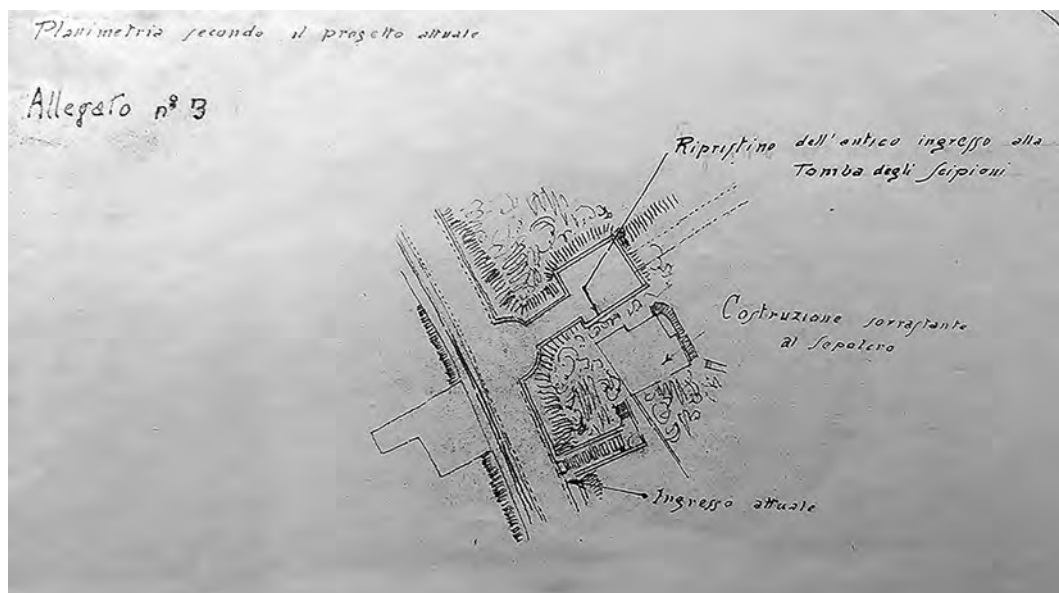 Planimetria secondo il progetto attuale
Allegato n° 3
Ripristino dell'antico ingresso alla
Tomba degli Scipioni
Costruzione sovrastante
al Sepolcro
Ingresso attuale